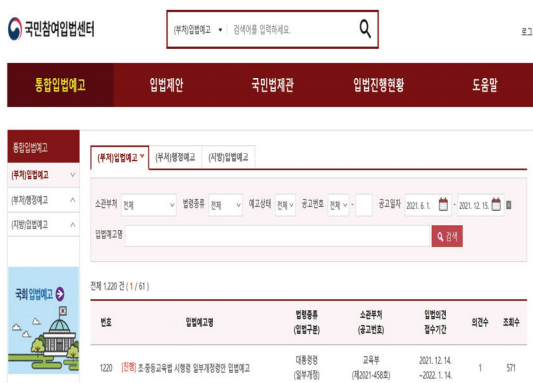 국민참여입법센터
(부처)입법예고 ▼ 검색어를 입력하세요.
로그
통합입법예고 입법제안 국민법제관 입법진행현황 도움말
통합입법예고
(부처)입법예고
(부처)행정예고
(지방)입법예고
(부처)입법예고 (부처)행정예고 (지방)입법예고
소관부처 전체 법령종류 전체 예고상태 전체 공고번호 전체 - 공고일자 2021. 6. 1. - 2021. 12. 15.
입법예고명 검색
국회 입법예고
전체 1,220 건 ( 1 / 61 )
번호 입법예고명 법령종류 (입법구분) 소관부처 (공고번호) 입법의견 접수기간 의견수 조회수
1220 [진행] 초·중등교육법 시행령 일부개정령안 입법예고 대통령령 (일부개정) 교육부 (제2021-458호) 2021. 12. 14. ~2022. 1. 14. 1 571